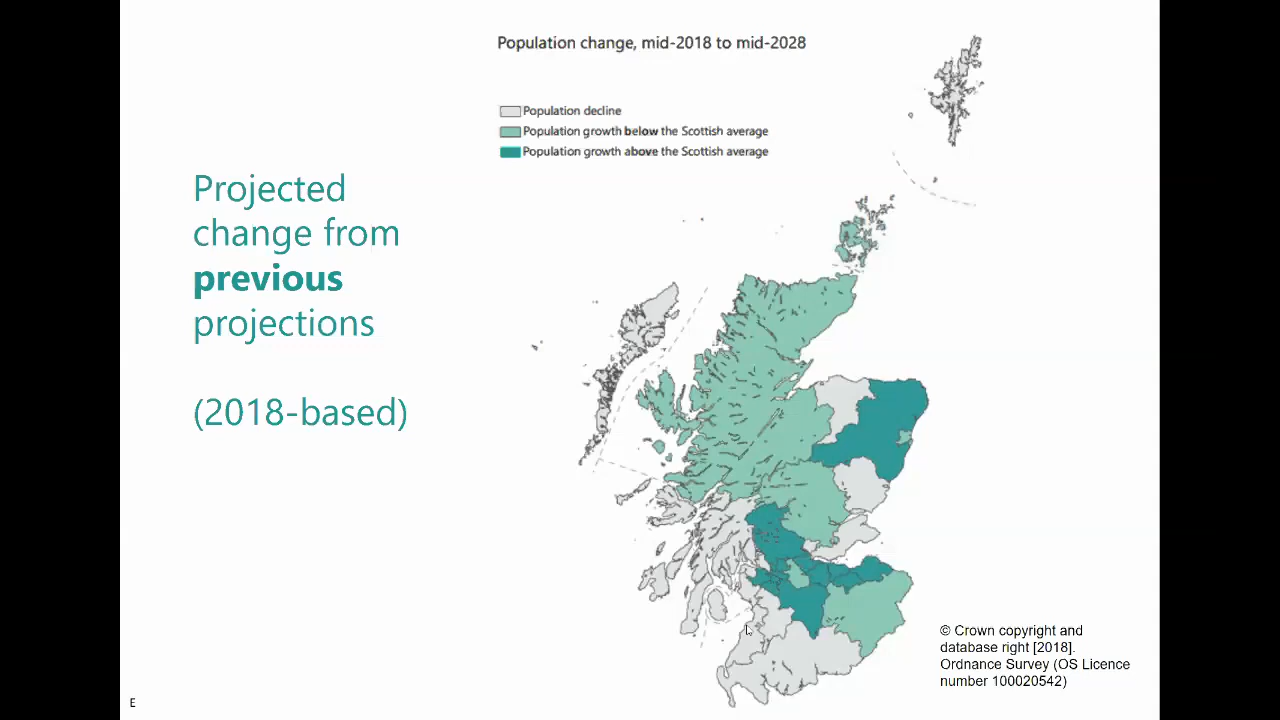 Population change, mid-2018 to mid-2028
Population decline
Population growth below the Scottish average
Population growth above the Scottish average
Projected
change from
previous
projections
(2018-based)
© Crown copyright and
database right [2018].
Ordnance Survey (OS Licence
number 100020542)
E